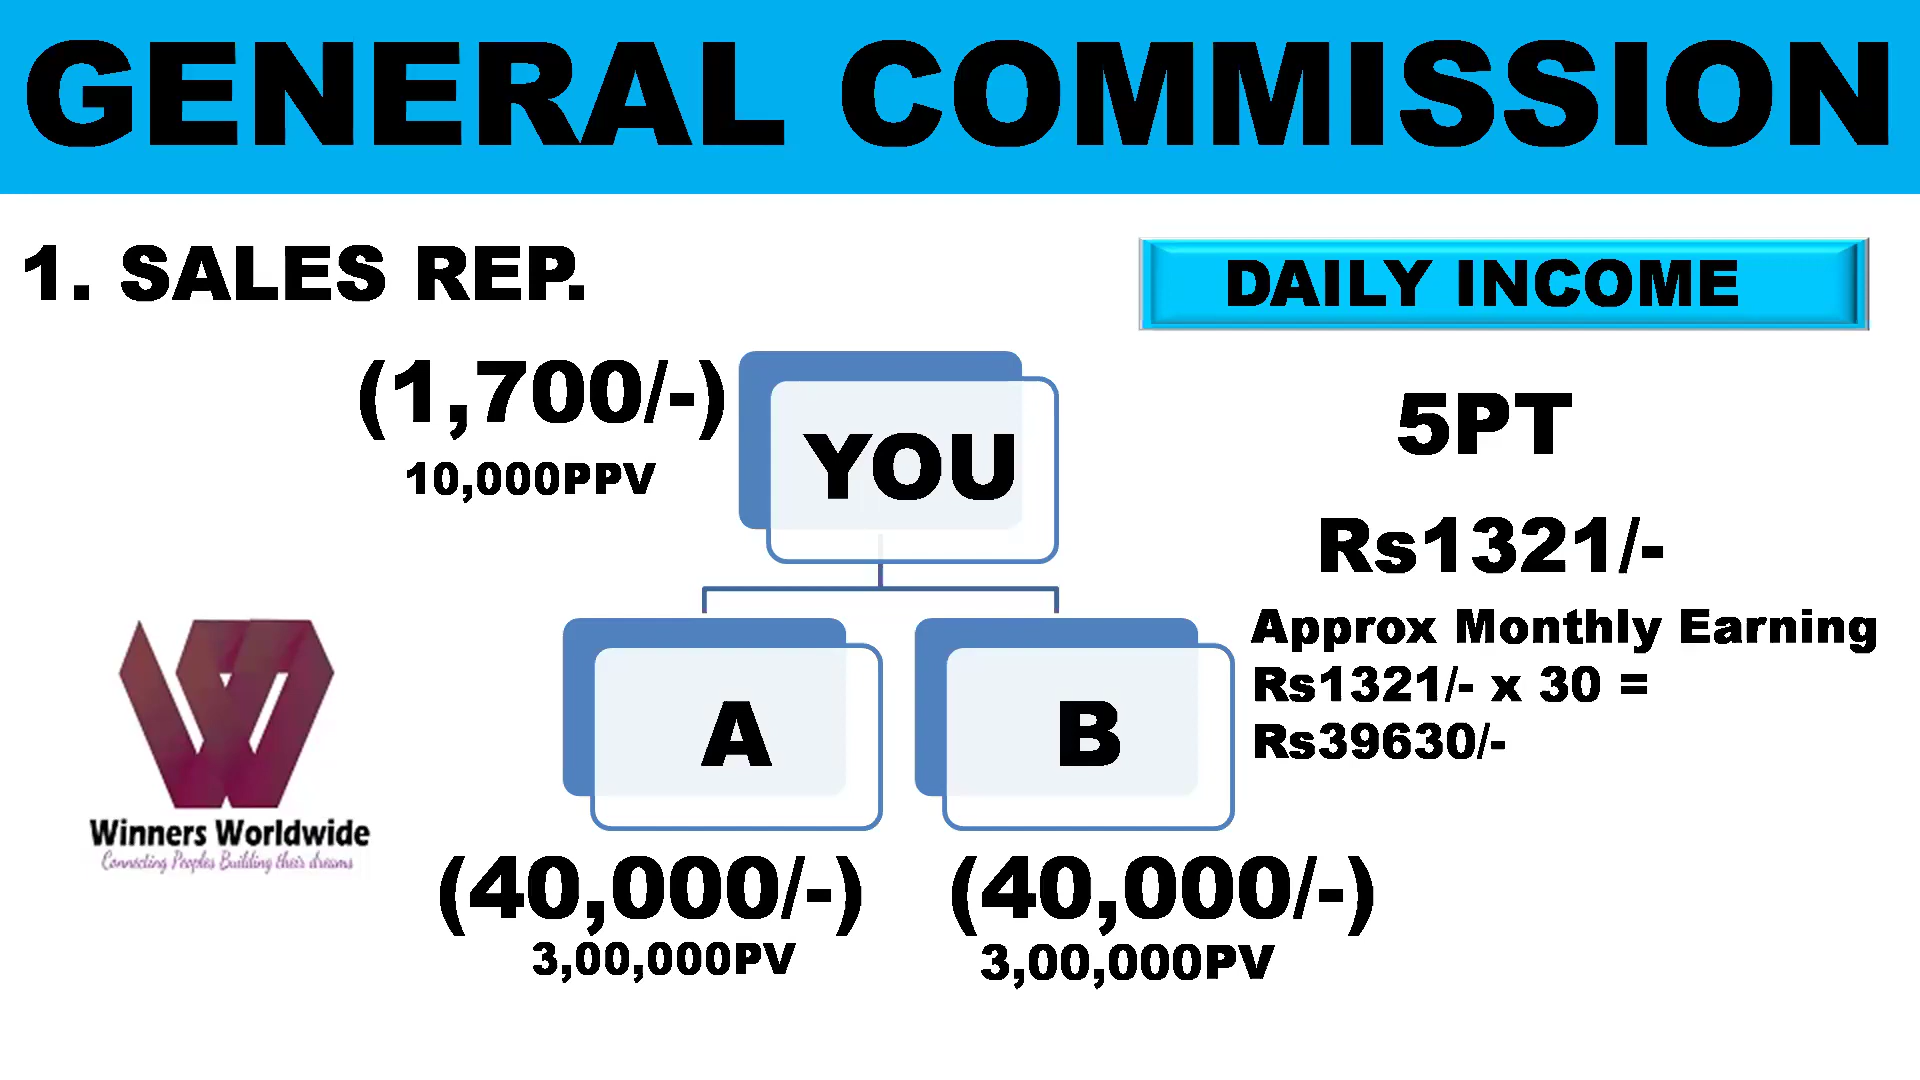 GENERAL COMMISSION
1. SALES REP.
DAILY INCOME
(1,700/-)
10,000PPV
YOU
5PT
Rs1321/-
Approx Monthly Earning
Rs1321/- x 30 =
Rs39630/-
A
B
Winners Worldwide
Connecting Peoples Building their dreams
(40,000/-)
(40,000/-)
3,00,000PV
3,00,000PV